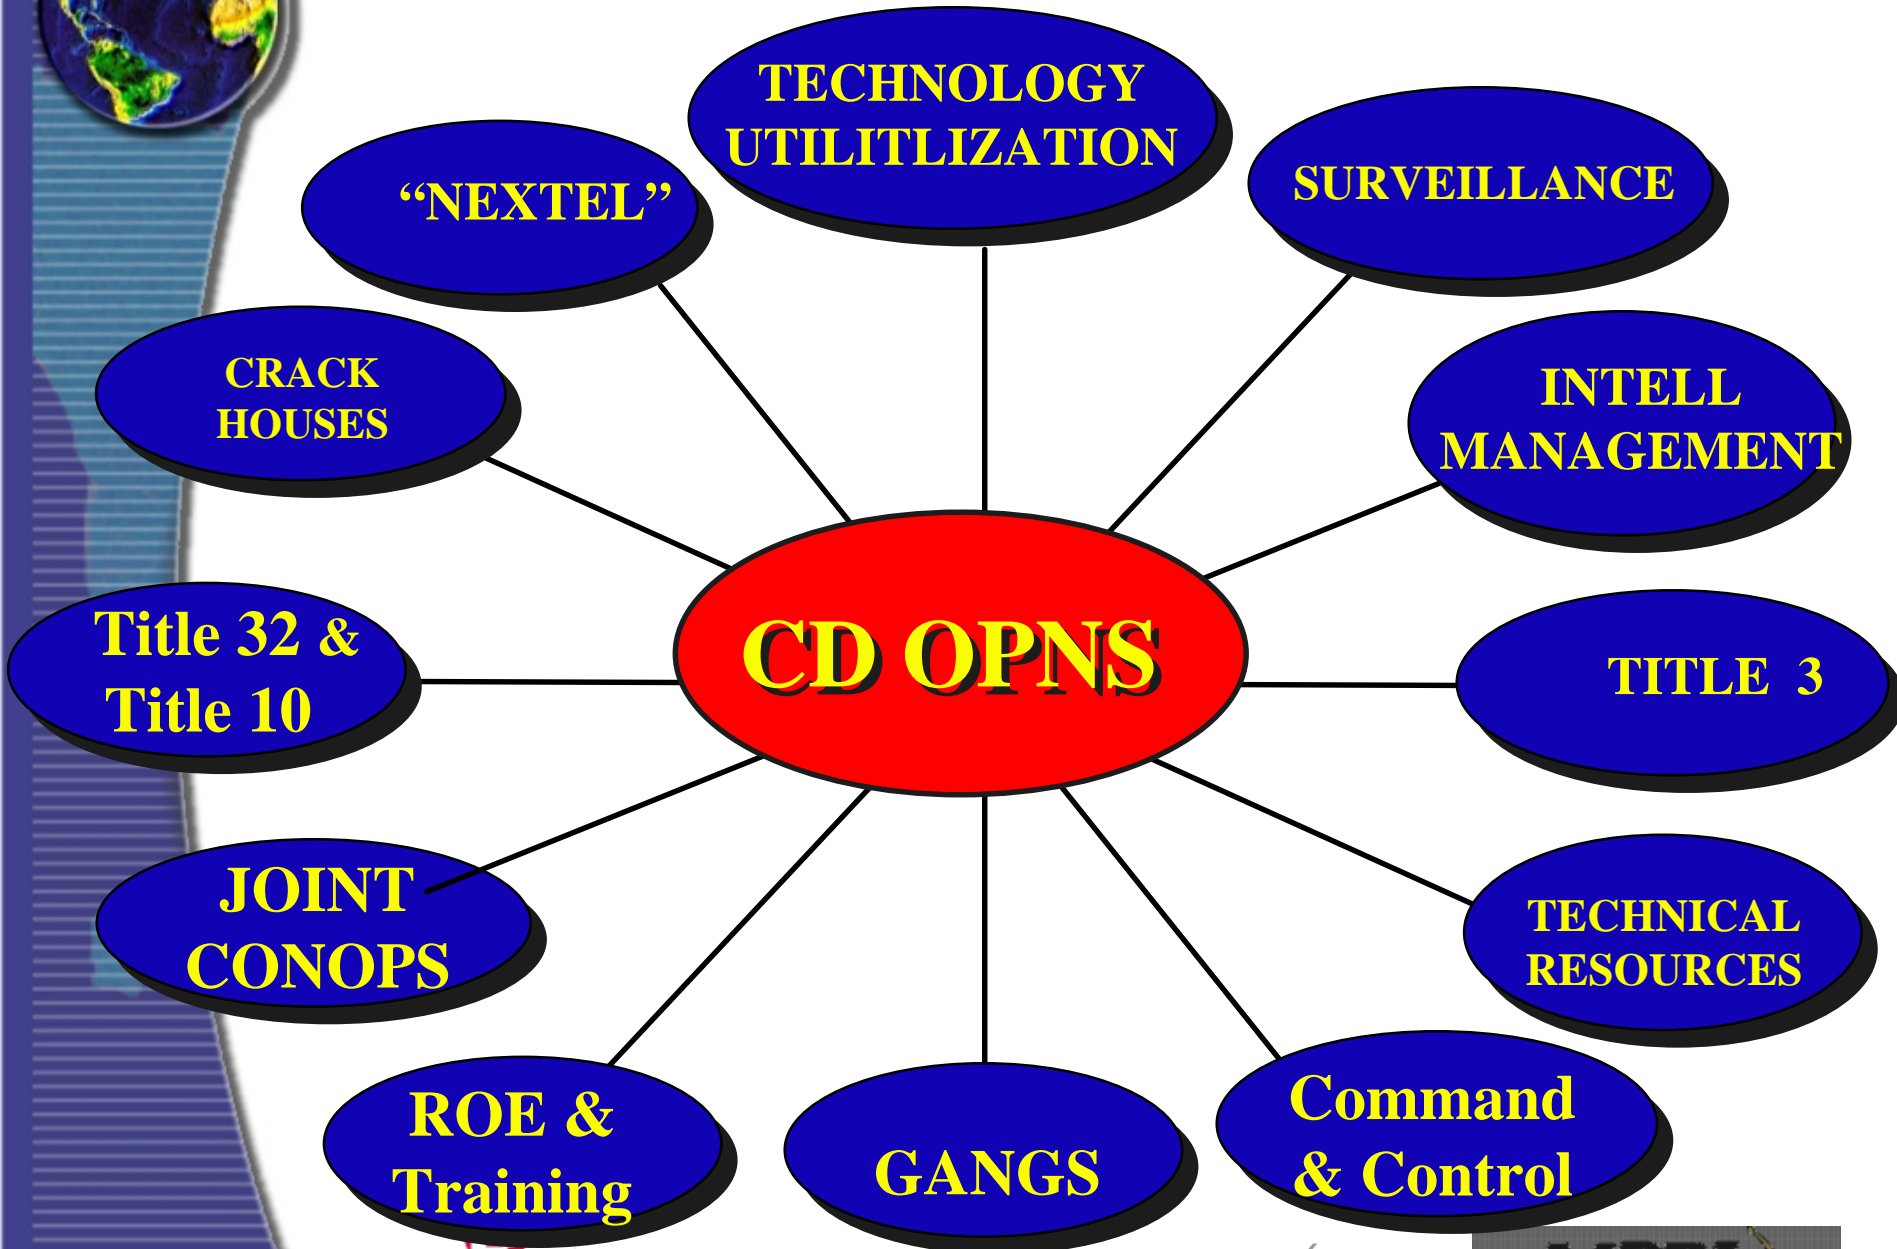 TECHNOLOGY
UTILITLIZATION
“NEXTEL”
SURVEILLANCE
CRACK
HOUSES
INTELL
MANAGEMENT
CD OPNS
Title 32 &
Title 10
TITLE 3
JOINT
CONOPS
TECHNICAL
RESOURCES
ROE &
Training
GANGS
Command
& Control